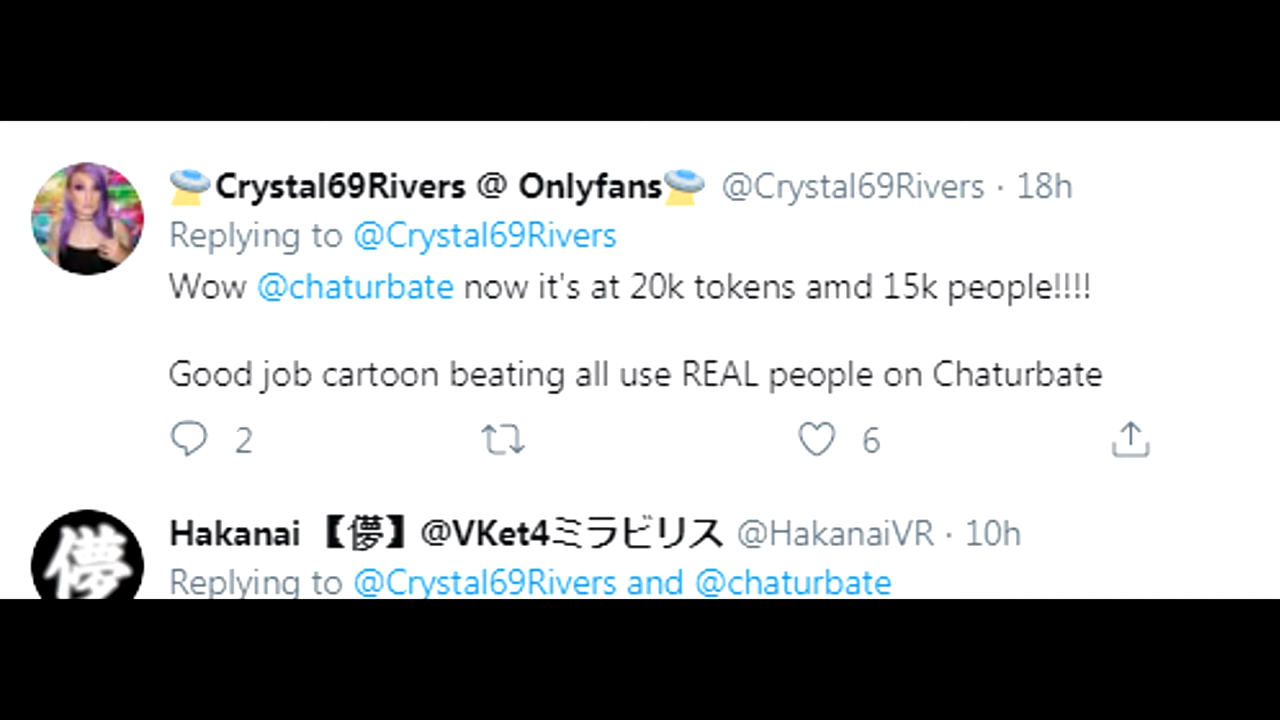 🛸Crystal69Rivers @ Onlyfans🛸 @Crystal69Rivers · 18h
Replying to @Crystal69Rivers
Wow @chaturbate now it's at 20k tokens amd 15k people!!!!
Good job cartoon beating all use REAL people on Chaturbate
2 6
儚
Hakanai 【儚】@VKet4ミラビリス @HakanaiVR · 10h
Replying to @Crystal69Rivers and @chaturbate